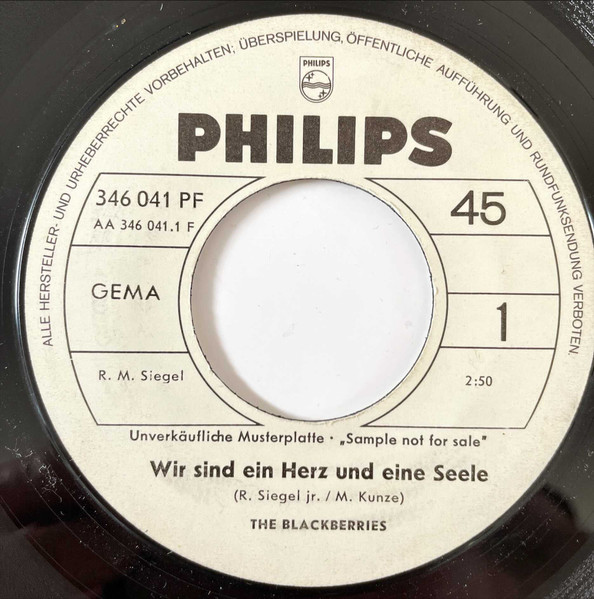 ALLE HERSTELLER- UND URHEBERRECHTE VORBEHALTEN; ÜBERSPIELUNG, ÖFFENTLICHE AUFFÜHRUNG UND RUNDFUNKSENDUNG VERBOTEN.
PHILIPS
PHILIPS
346 041 PF
AA 346 041.1 F
45
GEMA
1
R. M. Siegel
2:50
Unverkäufliche Musterplatte · „Sample not for sale"
Wir sind ein Herz und eine Seele
(R. Siegel jr. / M. Kunze)
THE BLACKBERRIES